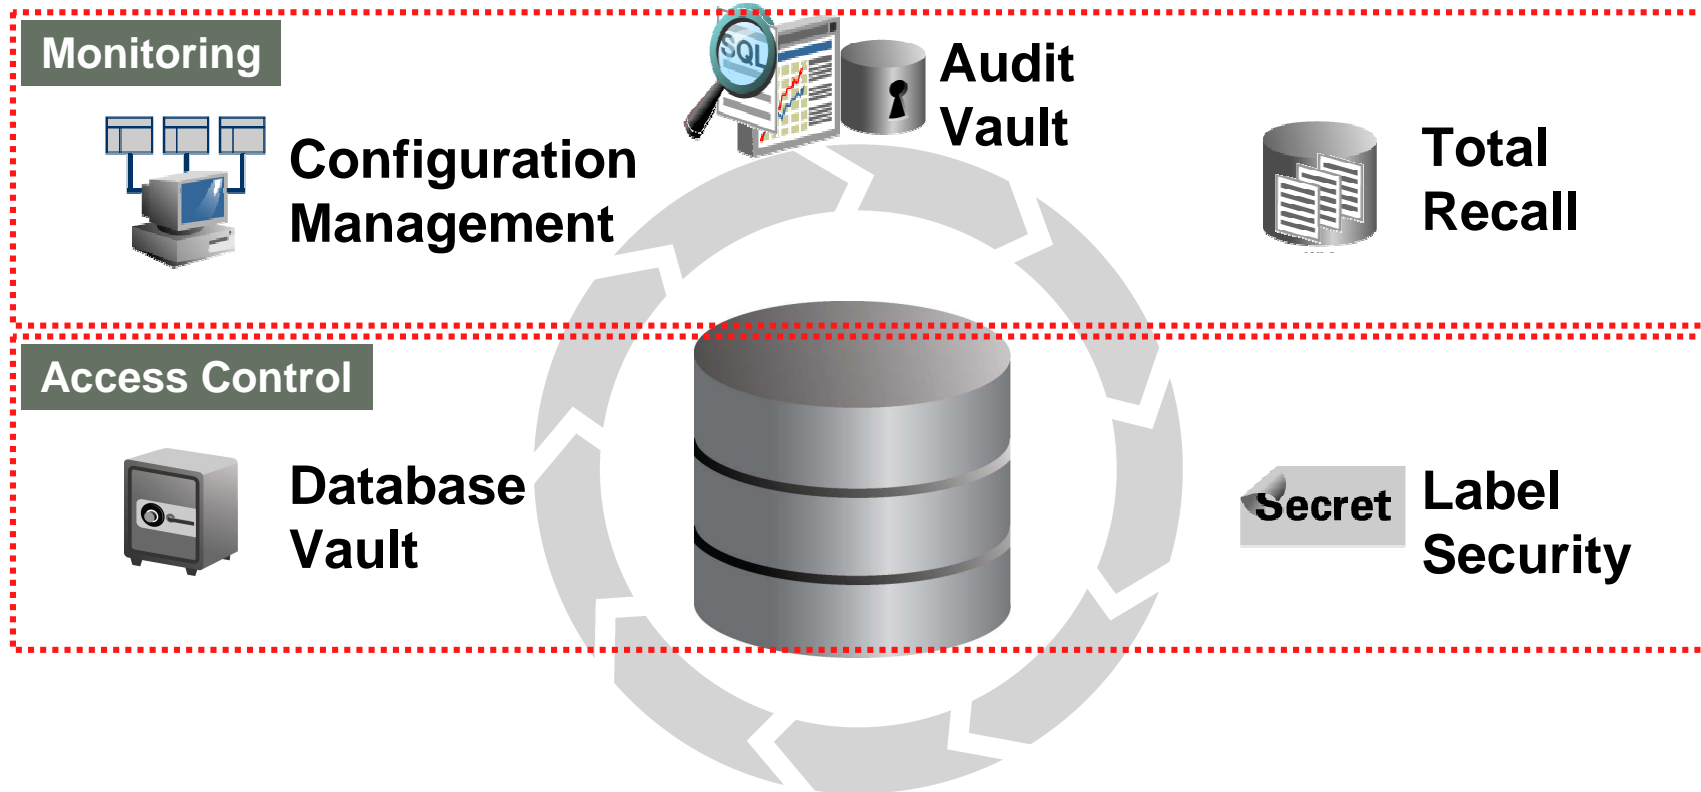 Monitoring
SQL
Audit
Vault
Configuration
Management
Total
Recall
Access Control
Database
Vault
Secret
Label
Security